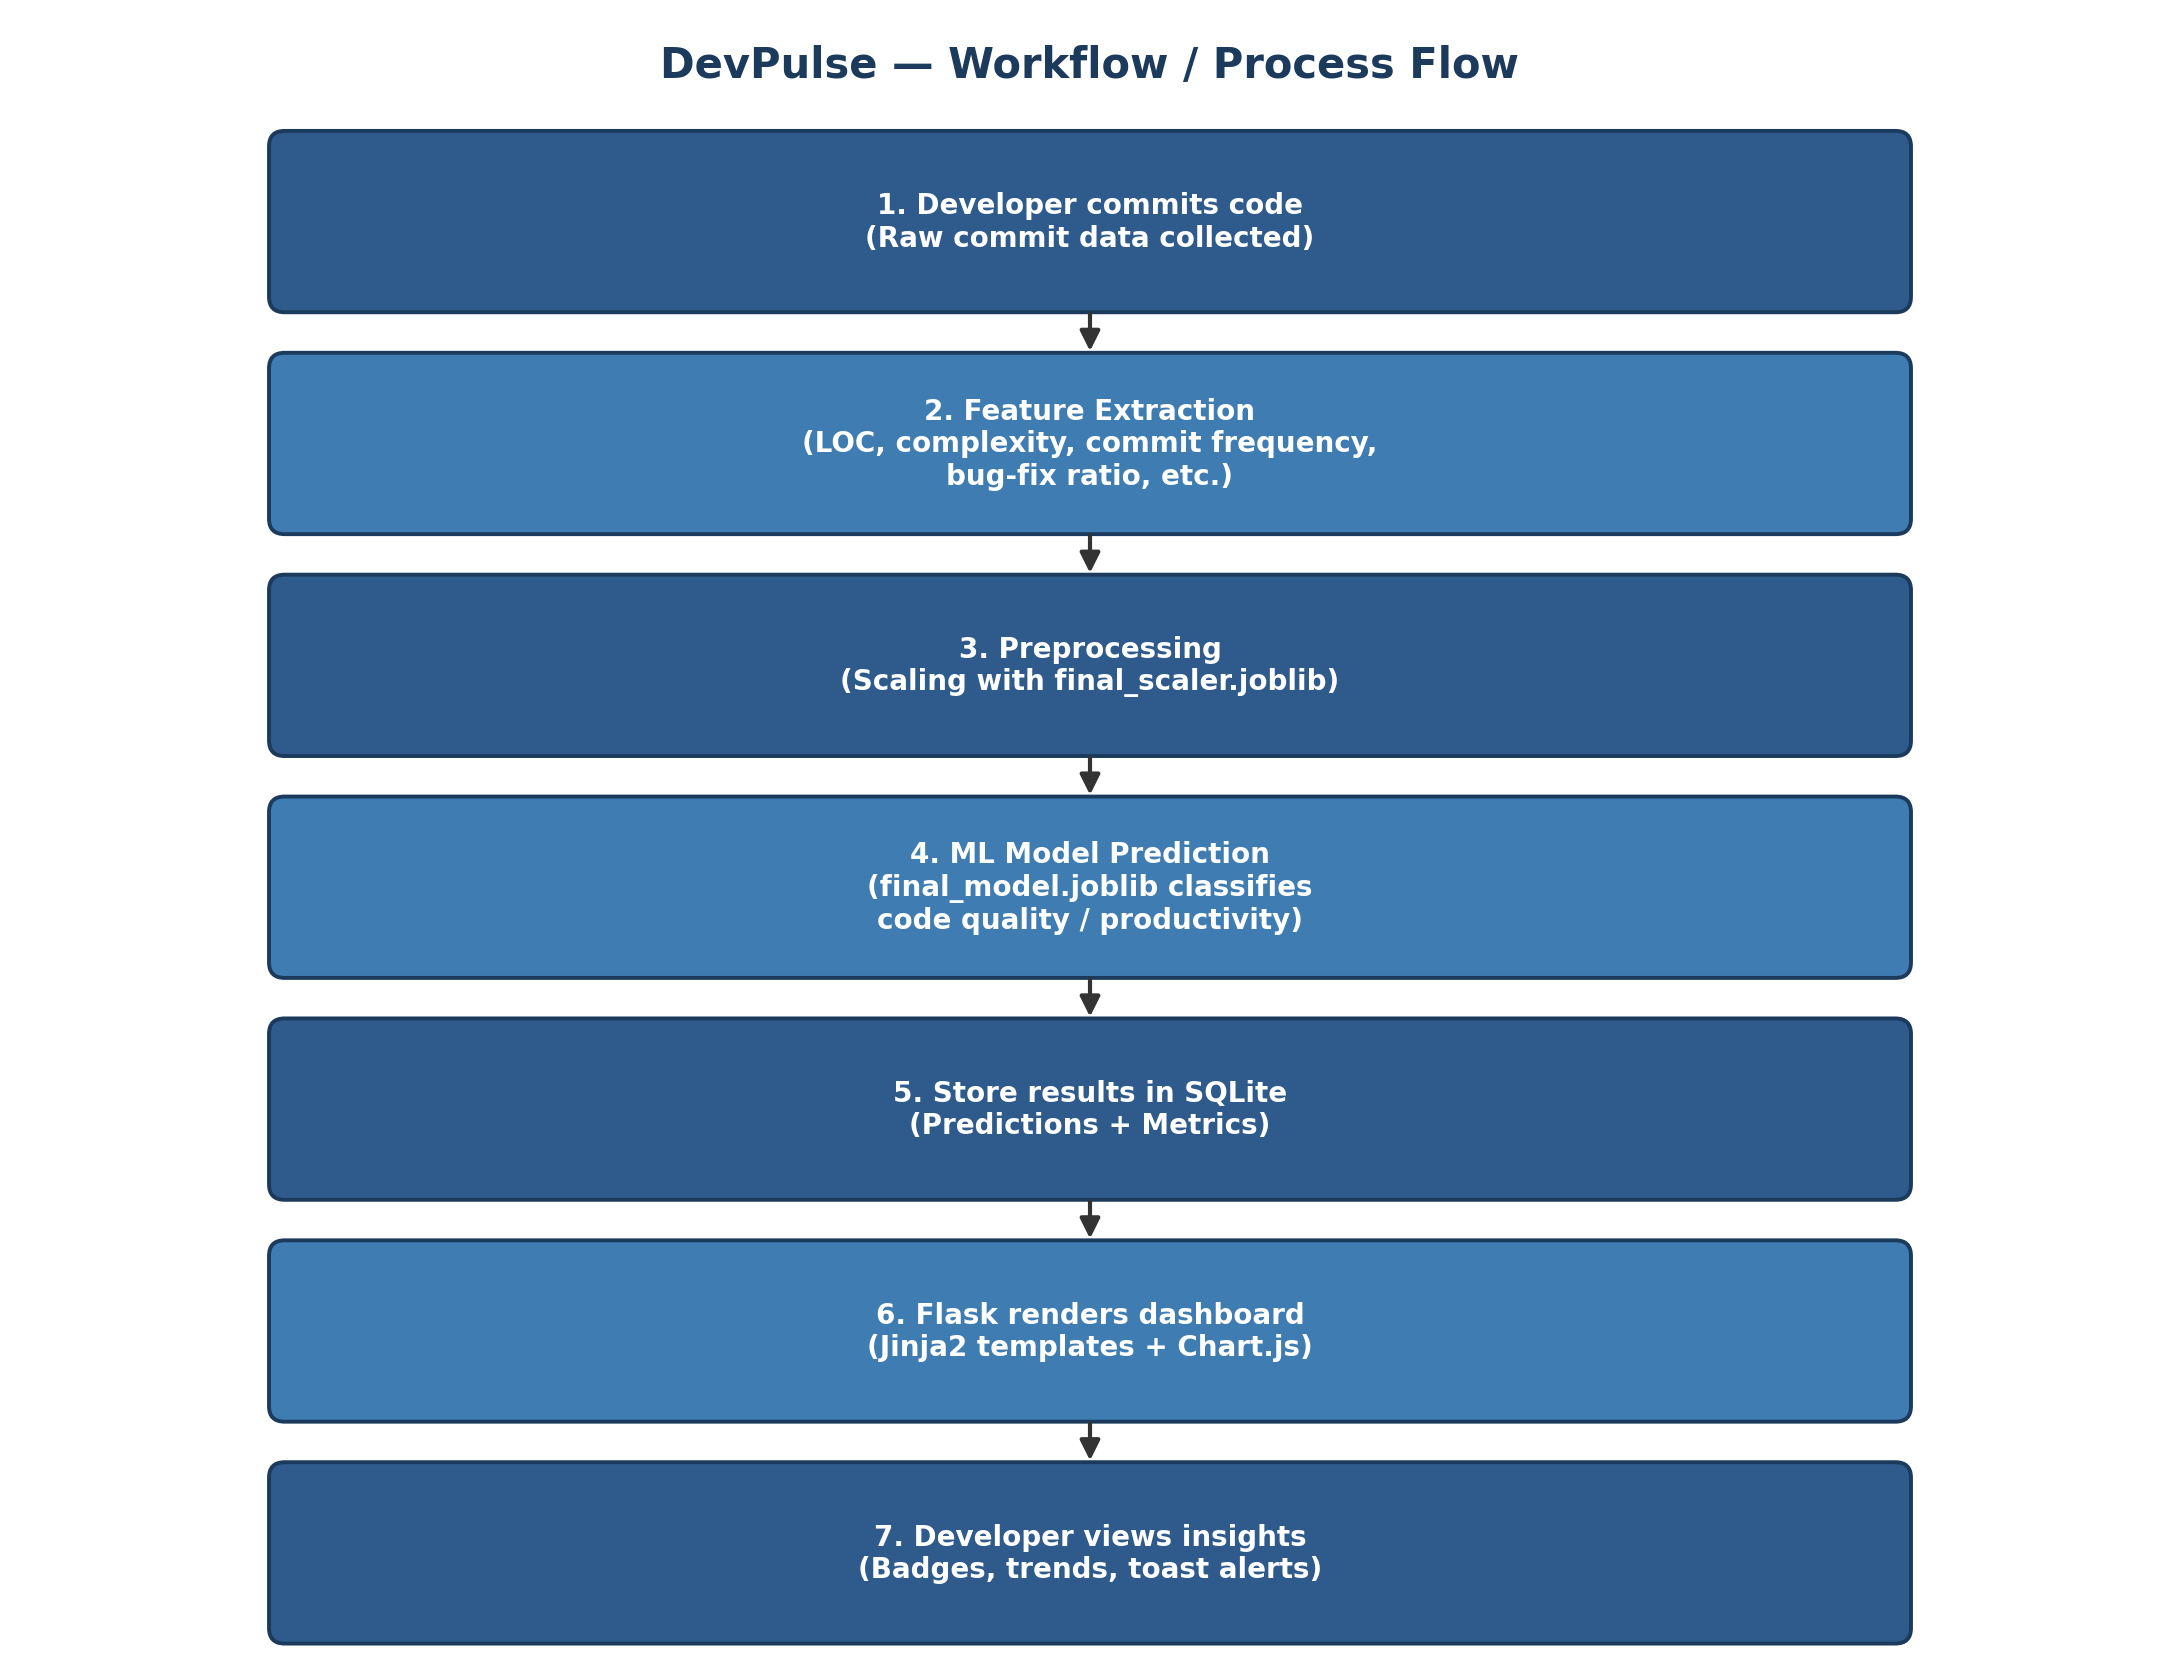 DevPulse — Workflow / Process Flow
1. Developer commits code
(Raw commit data collected)
2. Feature Extraction
(LOC, complexity, commit frequency,
bug-fix ratio, etc.)
3. Preprocessing
(Scaling with final_scaler.joblib)
4. ML Model Prediction
(final_model.joblib classifies
code quality / productivity)
5. Store results in SQLite
(Predictions + Metrics)
6. Flask renders dashboard
(Jinja2 templates + Chart.js)
7. Developer views insights
(Badges, trends, toast alerts)